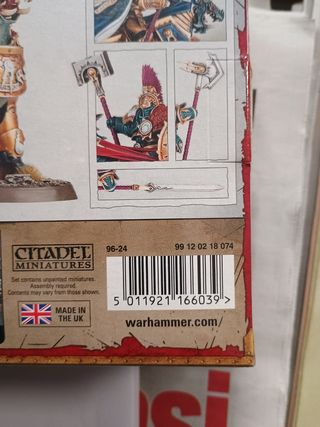 CITADEL
MINIATURES
96-24
99 12 02 18 074
Set contains unpainted miniatures.
Assembly required.
Contents may vary from those shown.
5 011921 166039 >
MADE IN
THE UK
warhammer.com/
si